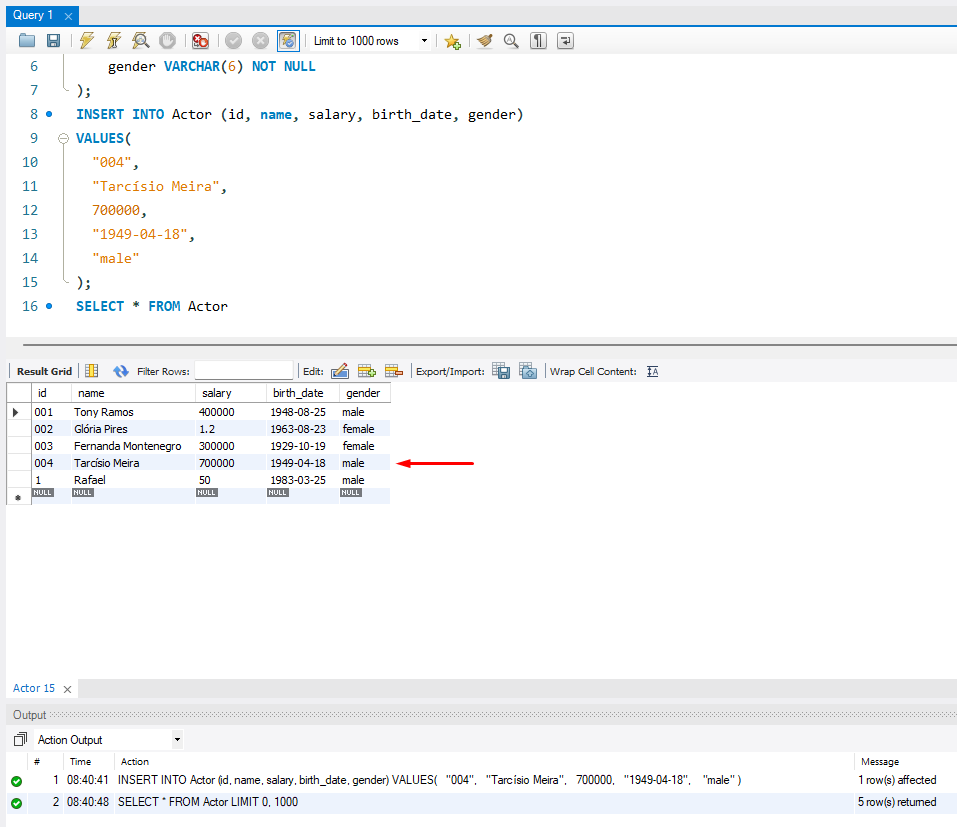 Query 1
Limit to 1000 rows
6 gender VARCHAR(6) NOT NULL
7 );
8 INSERT INTO Actor (id, name, salary, birth_date, gender)
9 VALUES(
10 "004",
11 "Tarcísio Meira",
12 700000,
13 "1949-04-18",
14 "male"
15 );
16 SELECT * FROM Actor
Result Grid Filter Rows: Edit: Export/Import: Wrap Cell Content: IA
id name salary birth_date gender
001 Tony Ramos 400000 1948-08-25 male
002 Glória Pires 1.2 1963-08-23 female
003 Fernanda Montenegro 300000 1929-10-19 female
004 Tarcísio Meira 700000 1949-04-18 male
1 Rafael 50 1983-03-25 male
NULL NULL NULL NULL NULL
Actor 15
Output
Action Output
# Time Action Message
1 08:40:41 INSERT INTO Actor (id, name, salary, birth_date, gender) VALUES( "004", "Tarcísio Meira", 700000, "1949-04-18", "male" ) 1 row(s) affected
2 08:40:48 SELECT * FROM Actor LIMIT 0, 1000 5 row(s) returned